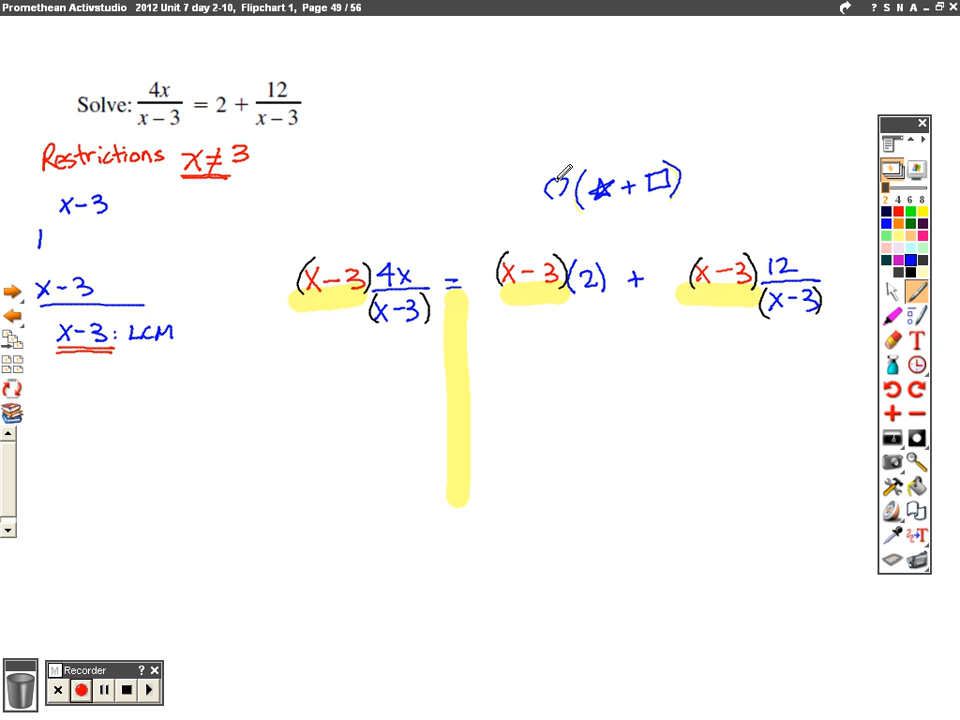 Promethean Activstudio 2012 Unit 7 day 2-10, Flipchart 1, Page 49 / 56
? S N A
Solve: 4x/(x – 3) = 2 + 12/(x – 3)
Restrictions x ≠ 3
x-3
1
x-3
x-3 : LCM
○(☆ + □)
(x-3) 4x/(x-3) = (x-3)(2) + (x-3) 12/(x-3)
2 4 6 8
T
M Recorder ? ×